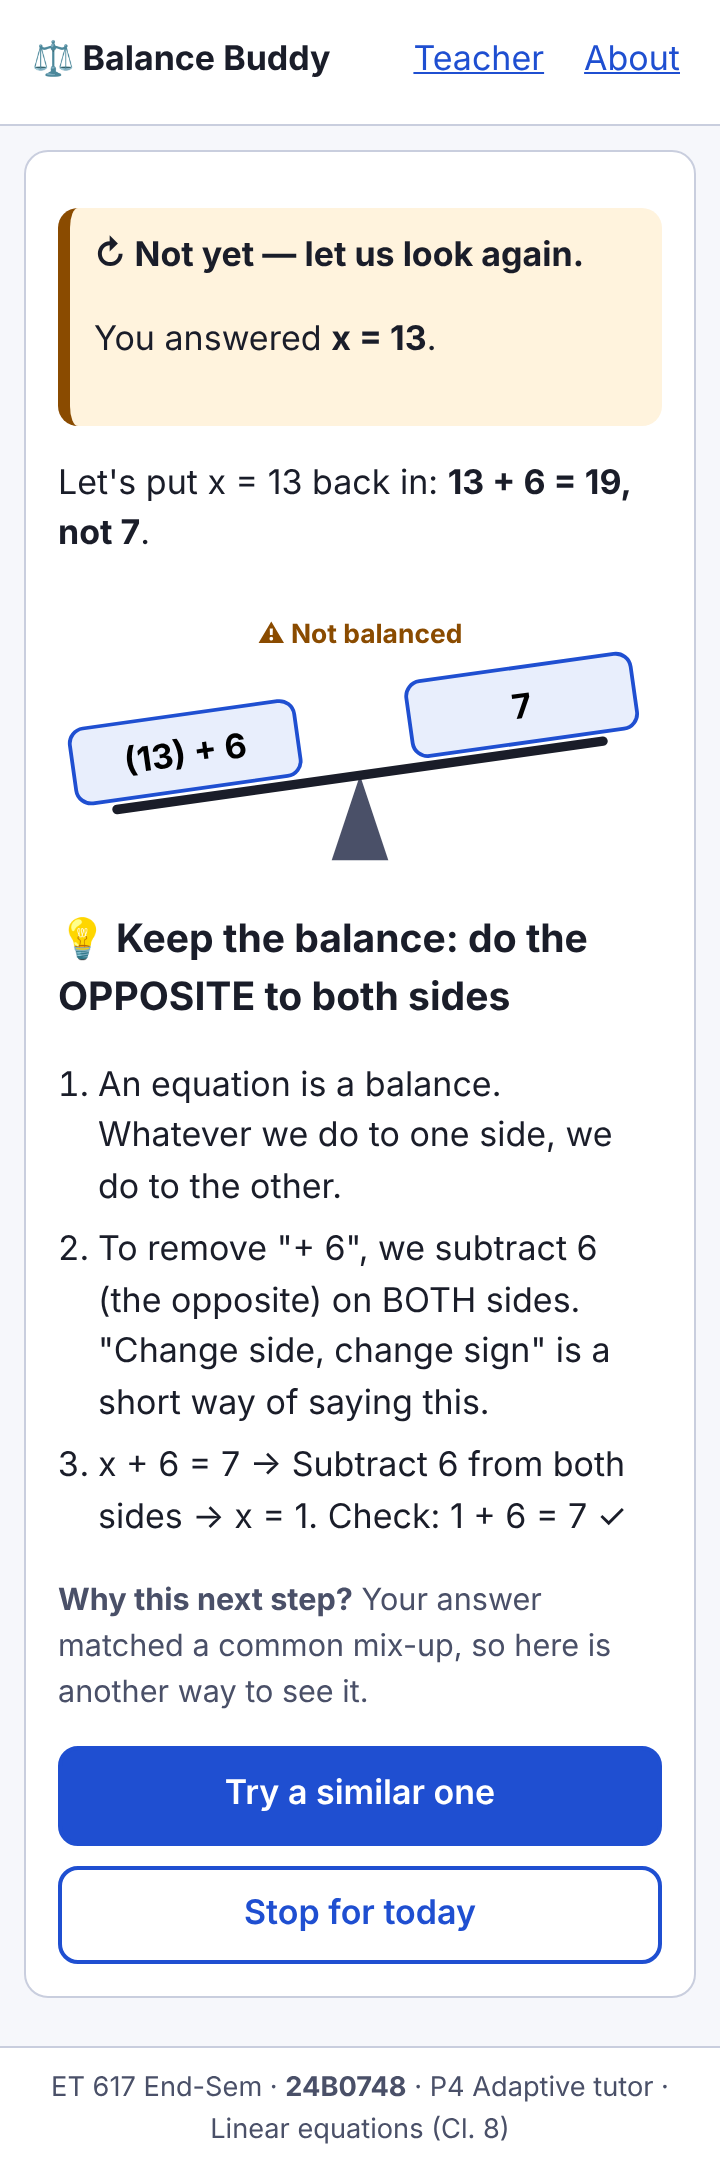 ⚖️ Balance Buddy Teacher About
↻ Not yet — let us look again.
You answered x = 13.
Let's put x = 13 back in: 13 + 6 = 19,
not 7.
⚠ Not balanced
7
(13) + 6
💡 Keep the balance: do the
OPPOSITE to both sides
1. An equation is a balance.
Whatever we do to one side, we
do to the other.
2. To remove "+ 6", we subtract 6
(the opposite) on BOTH sides.
"Change side, change sign" is a
short way of saying this.
3. x + 6 = 7 → Subtract 6 from both
sides → x = 1. Check: 1 + 6 = 7 ✓
Why this next step? Your answer
matched a common mix-up, so here is
another way to see it.
Try a similar one
Stop for today
ET 617 End-Sem · 24B0748 · P4 Adaptive tutor ·
Linear equations (Cl. 8)